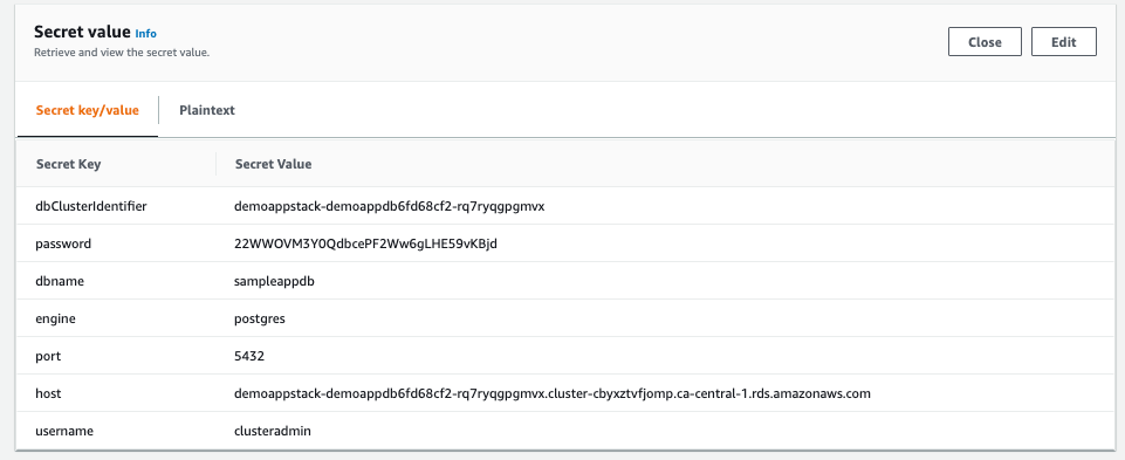 Secret value Info
Retrieve and view the secret value.
Close Edit
Secret key/value Plaintext
Secret Key Secret Value
dbClusterIdentifier demoappstack-demoappdb6fd68cf2-rq7ryqgpgmvx
password 22WWOVM3Y0QdbcePF2Ww6gLHE59vKBjd
dbname sampleappdb
engine postgres
port 5432
host demoappstack-demoappdb6fd68cf2-rq7ryqgpgmvx.cluster-cbyxztvfjomp.ca-central-1.rds.amazonaws.com
username clusteradmin